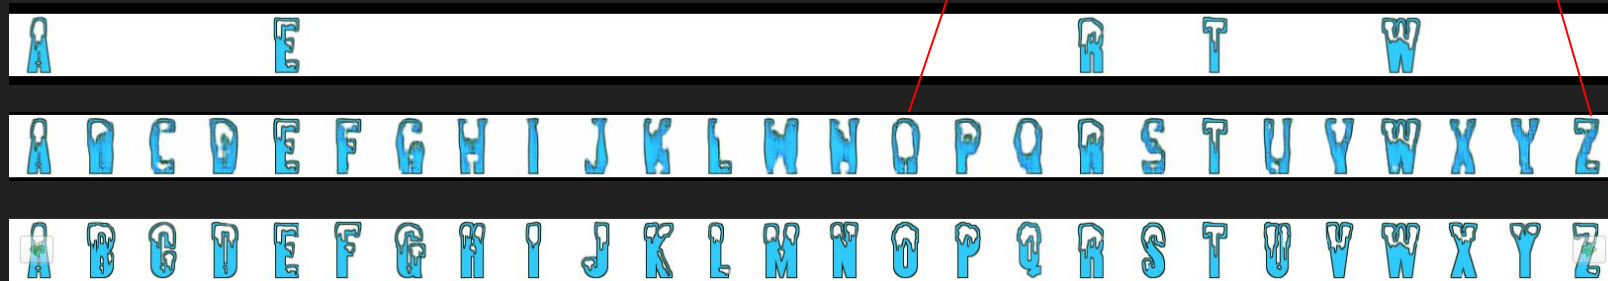 A E R T W
A B C D E F G H I J K L M N O P Q R S T U V W X Y Z
A B C D E F G H I J K L M N O P Q R S T U V W X Y Z